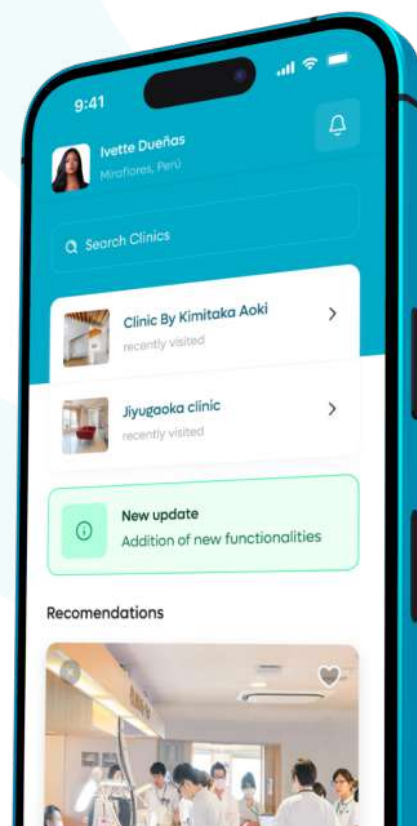 9:41
Ivette Dueñas
Miraflores, Perú
Search Clinics
Clinic By Kimitaka Aoki
recently visited
Jiyugaoka clinic
recently visited
New update
Addition of new functionalities
Recomendations